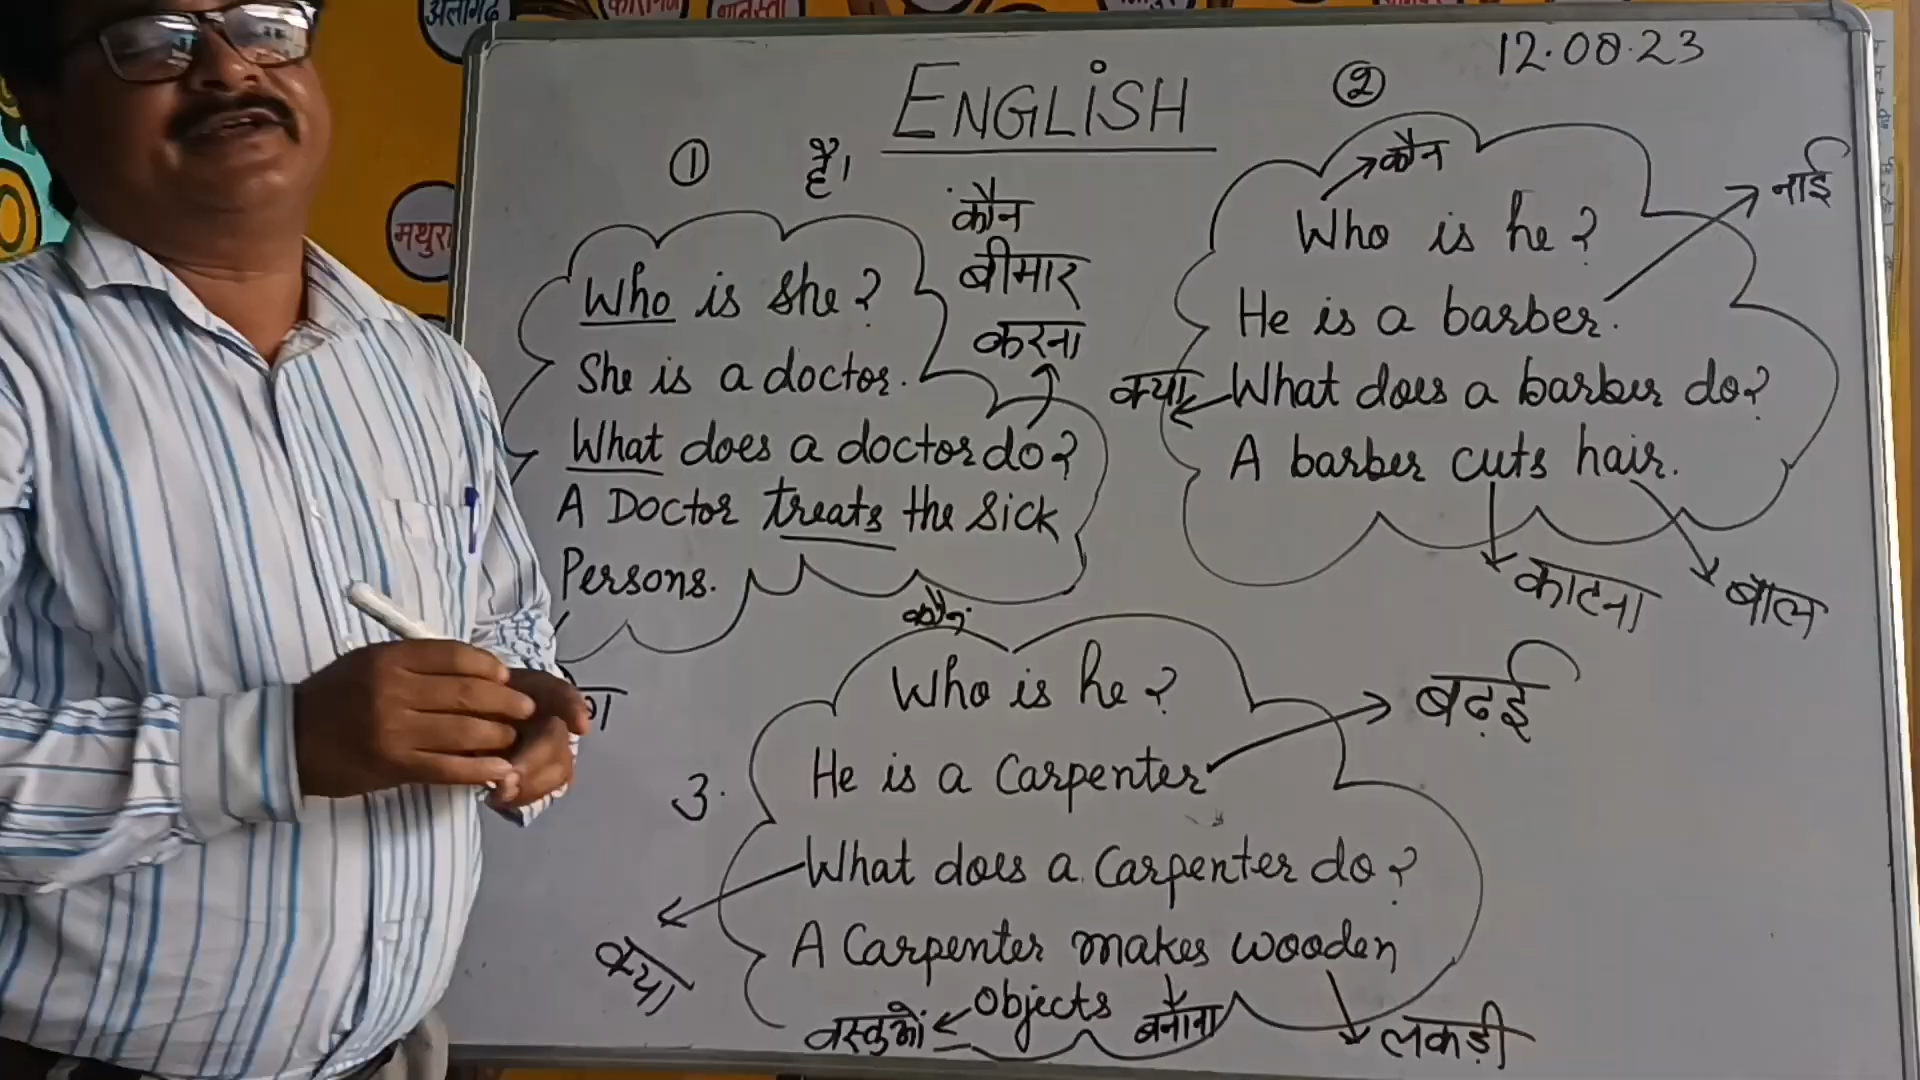 अलीगढ़
कासगंज
मथुरा
12.08.23
ENGLiSH
①
है।
कौन
बीमार
करना
Who is she?
She is a doctor.
What does a doctor do?
A Doctor treats the Sick
Persons.
②
कौन
नाई
Who is he?
He is a barber.
क्या What does a barber do?
A barber cuts hair.
काटना
बाल
3.
कौन
Who is he?
He is a Carpenter
बढ़ई
What does a Carpenter do?
क्या
A Carpenter makes wooden
Objects
वस्तुओं
बनाना
लकड़ी